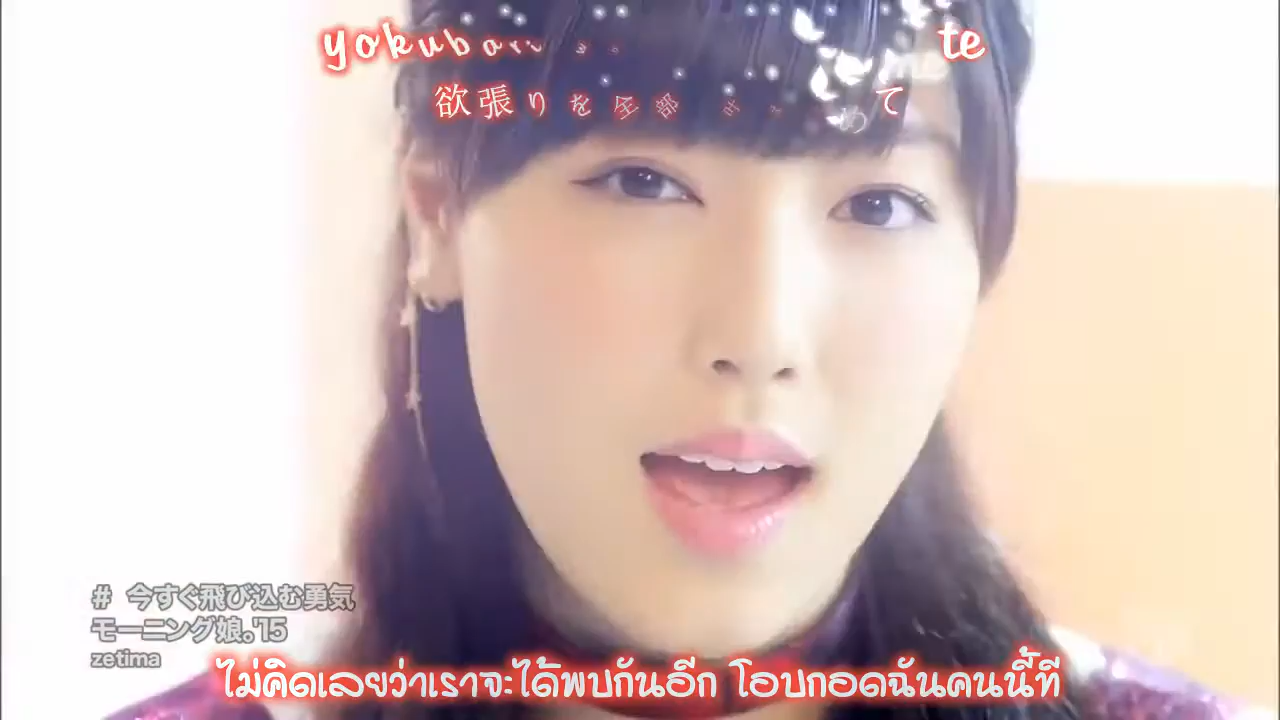 yokubari te
欲張りを全部 めて
# 今すぐ飛び込む勇気
モーニング娘。'15
zetima
ไม่คิดเลยว่าเราจะได้พบกันอีก โอบกอดฉันคนนี้ที